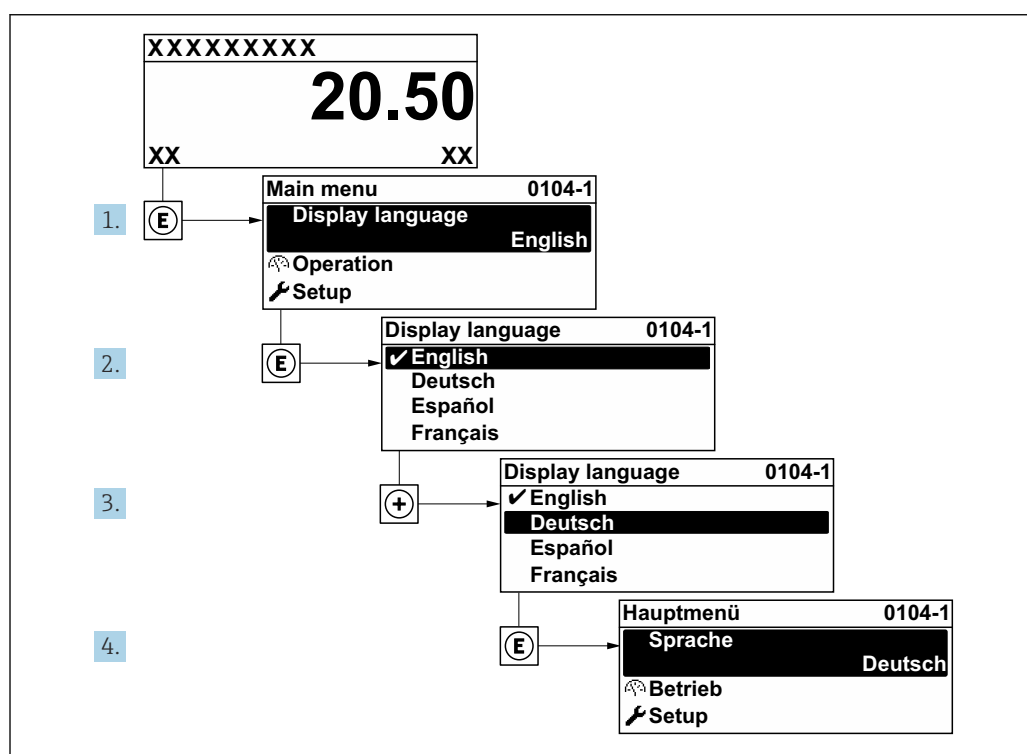 XXXXXXXXX
20.50
XX XX
1. E
Main menu 0104-1
Display language
English
Operation
Setup
2. E
Display language 0104-1
✔ English
Deutsch
Español
Français
3. +
Display language 0104-1
✔ English
Deutsch
Español
Français
4. E
Hauptmenü 0104-1
Sprache
Deutsch
Betrieb
Setup